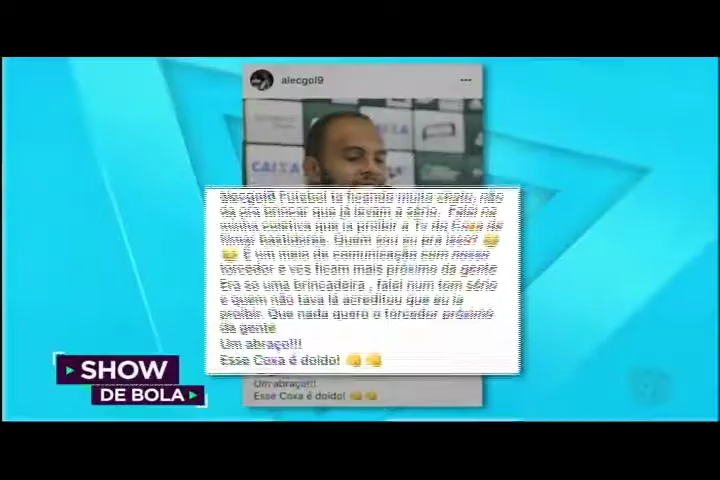 alecgol9
CAIXA
CAIXA
alecgol9 Futebol tá ficando muito chato, não
da pra brincar que já levam a sério. Falei na
minha coletiva que ia proibir a TV do Coxa de
filmar bastidores. Quem sou eu pra isso? 😂
😂 É um meio de comunicação com nosso
torcedor e vcs ficam mais próximo da gente
Era so uma brincadeira , falei num tom sério
e quem não tava lá acreditou que eu ia
proibir. Que nada quero o torcedor próximo
da gente
Um abraço!!!
Esse Coxa é doido! 👊 👊
Um abraço!!!
Esse Coxa é doido! 👊 👊
SHOW
DE BOLA